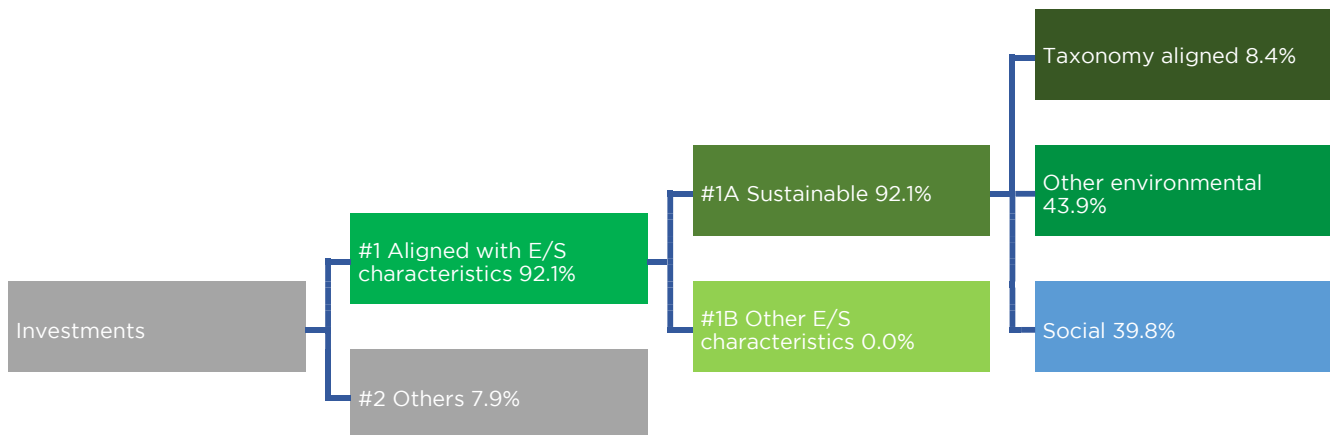 Investments
#1 Aligned with E/S
characteristics 92.1%
#2 Others 7.9%
#1A Sustainable 92.1%
#1B Other E/S
characteristics 0.0%
Taxonomy aligned 8.4%
Other environmental
43.9%
Social 39.8%